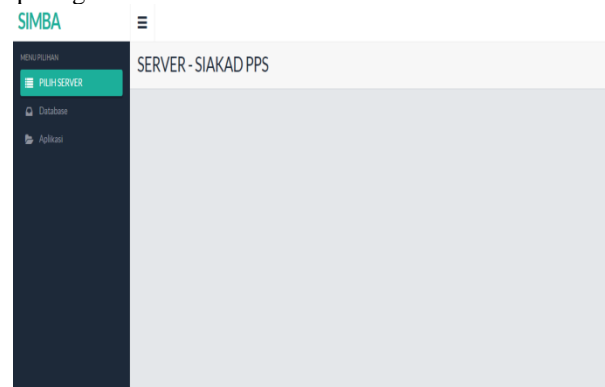 SIMBA
MENU PILIHAN
PILIH SERVER
Database
Aplikasi
SERVER - SIAKAD PPS